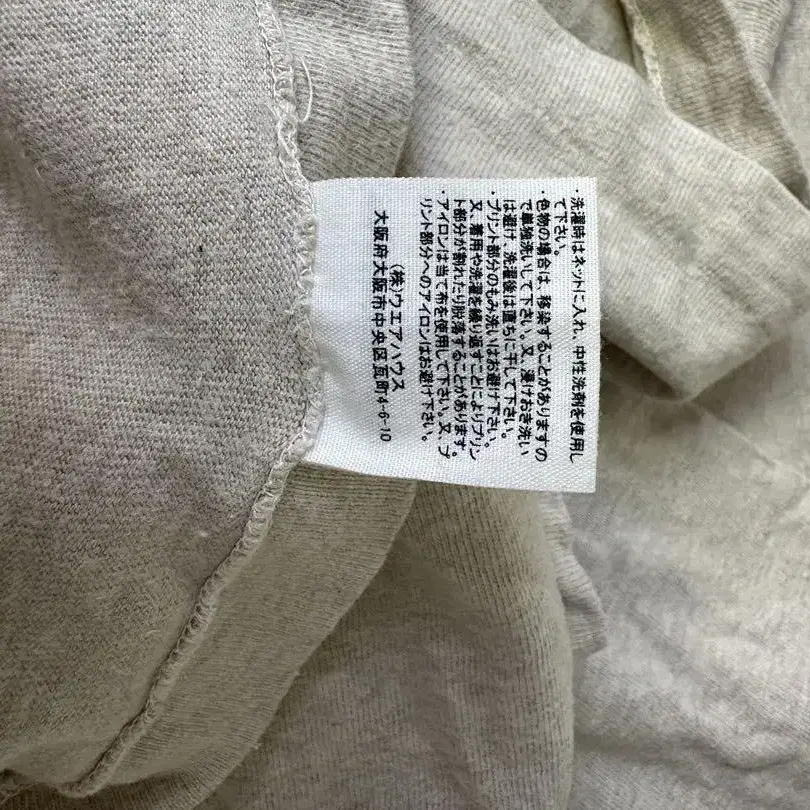 ・洗濯時はネットに入れ、中性洗剤を使用し
て下さい。
・色物の場合は、移染することがありますの
で単独洗いして下さい。又、浸けおき洗い
は避け、洗濯後は直ちに干して下さい。
・プリント部分のもみ洗いはお避け下さい。
又、着用や洗濯を繰り返すことによりプリン
ト部分が割れたり脱落することがあります。
・アイロンは当て布を使用して下さい。又、プ
リント部分へのアイロンはお避け下さい。
(株)ウエアハウス
大阪府大阪市中央区瓦町4-6-10